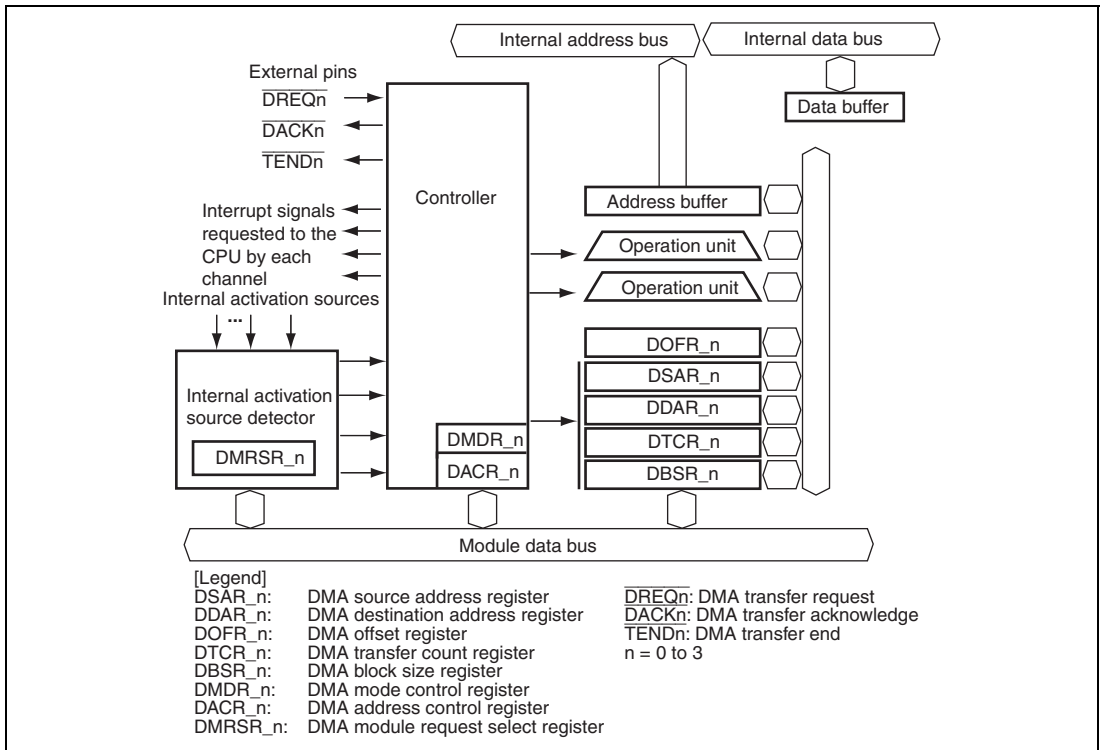 Internal address bus
Internal data bus
External pins
DREQn
DACKn
TENDn
Data buffer
Controller
Address buffer
Interrupt signals
requested to the
CPU by each
channel
Operation unit
Operation unit
Internal activation sources
...
DOFR_n
DSAR_n
DDAR_n
DTCR_n
DBSR_n
Internal activation
source detector
DMRSR_n
DMDR_n
DACR_n
Module data bus
[Legend]
DSAR_n: DMA source address register
DDAR_n: DMA destination address register
DOFR_n: DMA offset register
DTCR_n: DMA transfer count register
DBSR_n: DMA block size register
DMDR_n: DMA mode control register
DACR_n: DMA address control register
DMRSR_n: DMA module request select register
DREQn: DMA transfer request
DACKn: DMA transfer acknowledge
TENDn: DMA transfer end
n = 0 to 3